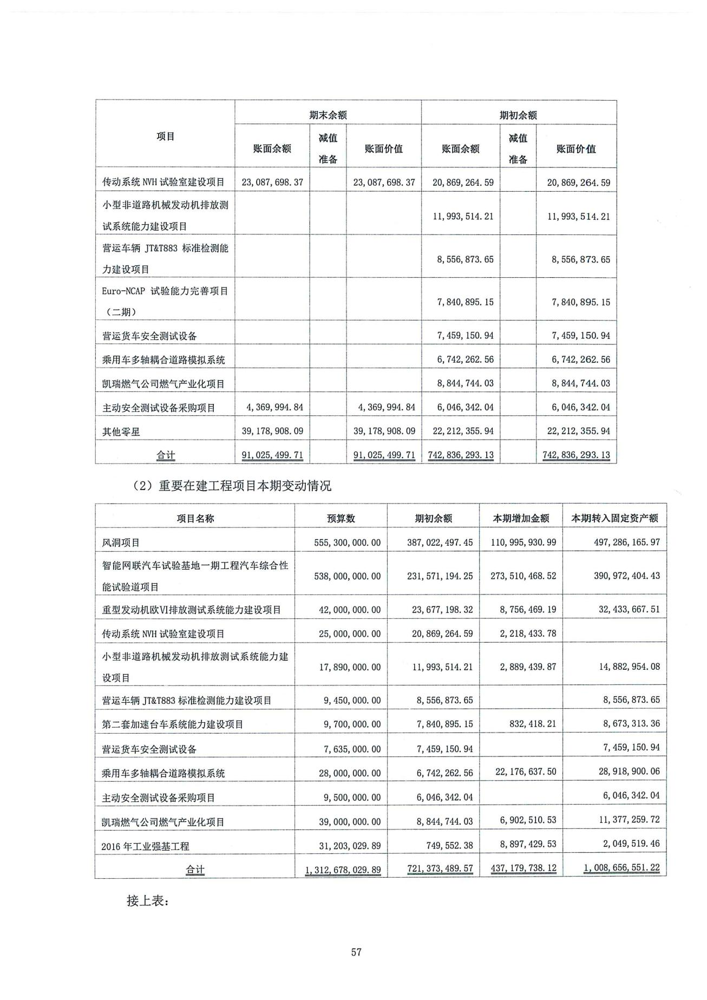 项目 期末余额 期初余额
账面余额 减值准备 账面价值 账面余额 减值准备 账面价值
传动系统 NVH 试验室建设项目 23,087,698.37 23,087,698.37 20,869,264.59 20,869,264.59
小型非道路机械发动机排放测
试系统能力建设项目 11,993,514.21 11,993,514.21
营运车辆 JT&T883 标准检测能
力建设项目 8,556,873.65 8,556,873.65
Euro-NCAP 试验能力完善项目
（二期） 7,840,895.15 7,840,895.15
营运货车安全测试设备 7,459,150.94 7,459,150.94
乘用车多轴耦合道路模拟系统 6,742,262.56 6,742,262.56
凯瑞燃气公司燃气产业化项目 8,844,744.03 8,844,744.03
主动安全测试设备采购项目 4,369,994.84 4,369,994.84 6,046,342.04 6,046,342.04
其他零星 39,178,908.09 39,178,908.09 22,212,355.94 22,212,355.94
合计 91,025,499.71 91,025,499.71 742,836,293.13 742,836,293.13
（2）重要在建工程项目本期变动情况
项目名称 预算数 期初余额 本期增加金额 本期转入固定资产额
风洞项目 555,300,000.00 387,022,497.45 110,995,930.99 497,286,165.97
智能网联汽车试验基地一期工程汽车综合性
能试验道项目 538,000,000.00 231,571,194.25 273,510,468.52 390,972,404.43
重型发动机欧Ⅵ排放测试系统能力建设项目 42,000,000.00 23,677,198.32 8,756,469.19 32,433,667.51
传动系统 NVH 试验室建设项目 25,000,000.00 20,869,264.59 2,218,433.78
小型非道路机械发动机排放测试系统能力建
设项目 17,890,000.00 11,993,514.21 2,889,439.87 14,882,954.08
营运车辆 JT&T883 标准检测能力建设项目 9,450,000.00 8,556,873.65 8,556,873.65
第二套加速台车系统能力建设项目 9,700,000.00 7,840,895.15 832,418.21 8,673,313.36
营运货车安全测试设备 7,635,000.00 7,459,150.94 7,459,150.94
乘用车多轴耦合道路模拟系统 28,000,000.00 6,742,262.56 22,176,637.50 28,918,900.06
主动安全测试设备采购项目 9,500,000.00 6,046,342.04 6,046,342.04
凯瑞燃气公司燃气产业化项目 39,000,000.00 8,844,744.03 6,902,510.53 11,377,259.72
2016 年工业强基工程 31,203,029.89 749,552.38 8,897,429.53 2,049,519.46
合计 1,312,678,029.89 721,373,489.57 437,179,738.12 1,008,656,551.22
接上表：
57